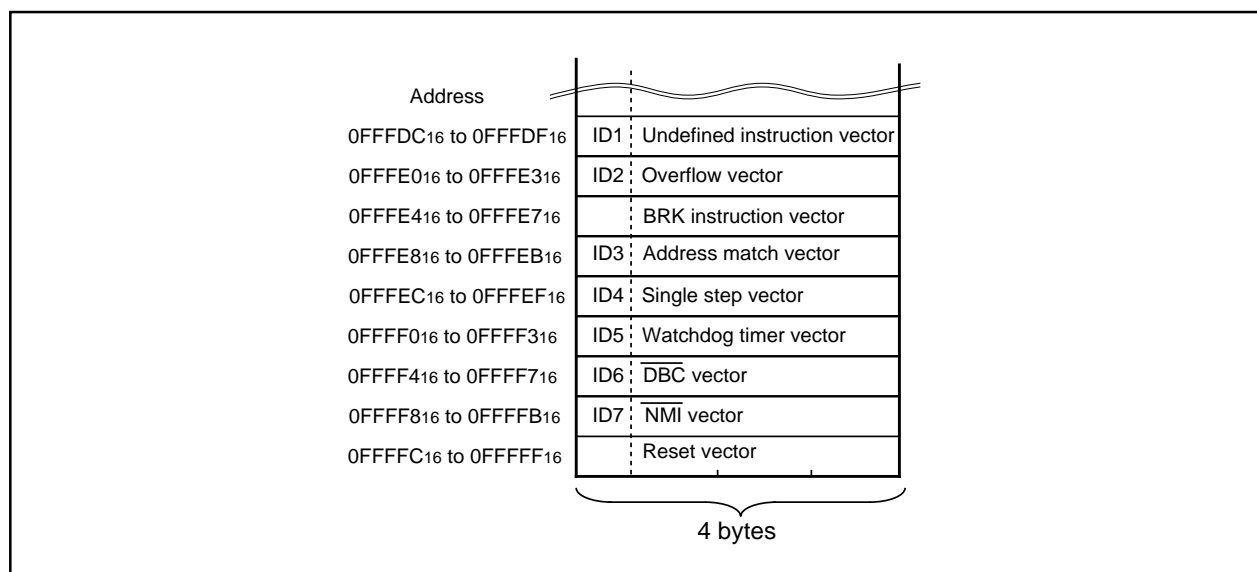 Address
0FFFDC16 to 0FFFDF16 ID1 Undefined instruction vector
0FFFE016 to 0FFFE316 ID2 Overflow vector
0FFFE416 to 0FFFE716 BRK instruction vector
0FFFE816 to 0FFFEB16 ID3 Address match vector
0FFFEC16 to 0FFFEF16 ID4 Single step vector
0FFFF016 to 0FFFF316 ID5 Watchdog timer vector
0FFFF416 to 0FFFF716 ID6 DBC vector
0FFFF816 to 0FFFFB16 ID7 NMI vector
0FFFFC16 to 0FFFFF16 Reset vector
4 bytes